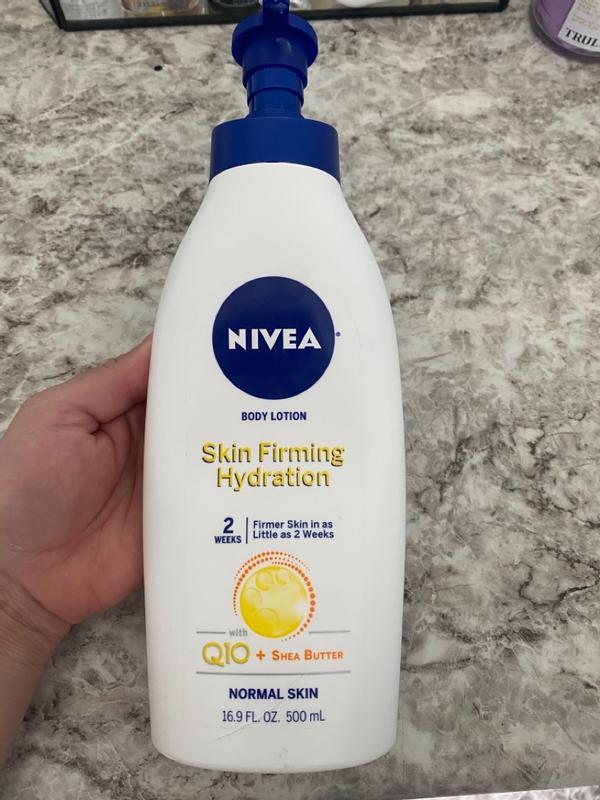 TRUL
NIVEA
BODY LOTION
Skin Firming
Hydration
2 WEEKS
Firmer Skin in as
Little as 2 Weeks
with
Q10 + SHEA BUTTER
NORMAL SKIN
16.9 FL. OZ. 500 mL